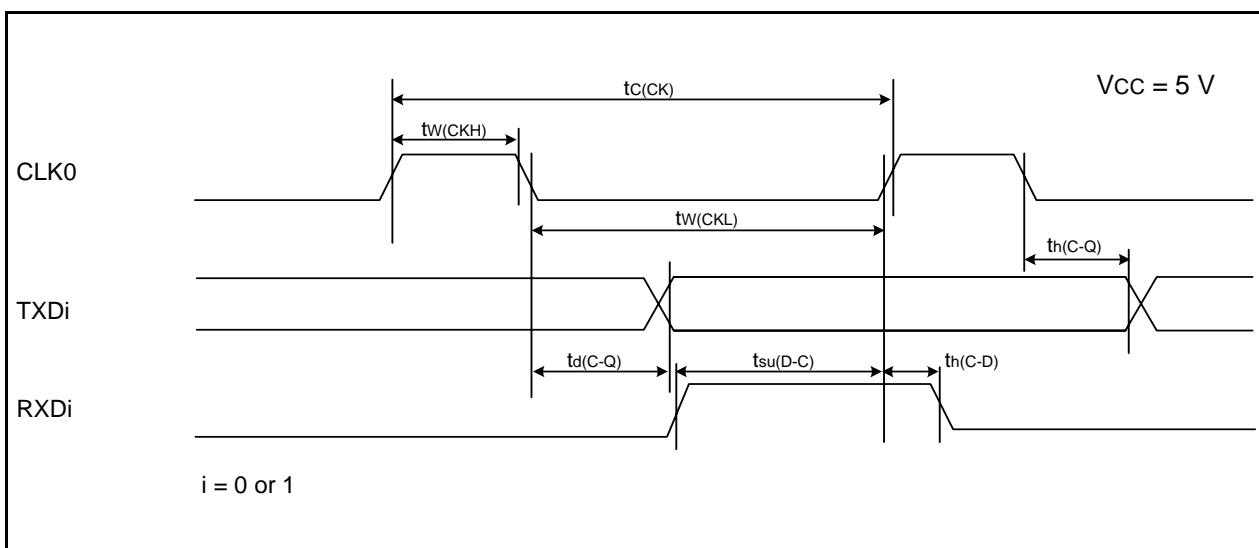 tC(CK)
VCC = 5 V
tW(CKH)
CLK0
tW(CKL)
th(C-Q)
TXDi
td(C-Q)
tsu(D-C)
th(C-D)
RXDi
i = 0 or 1